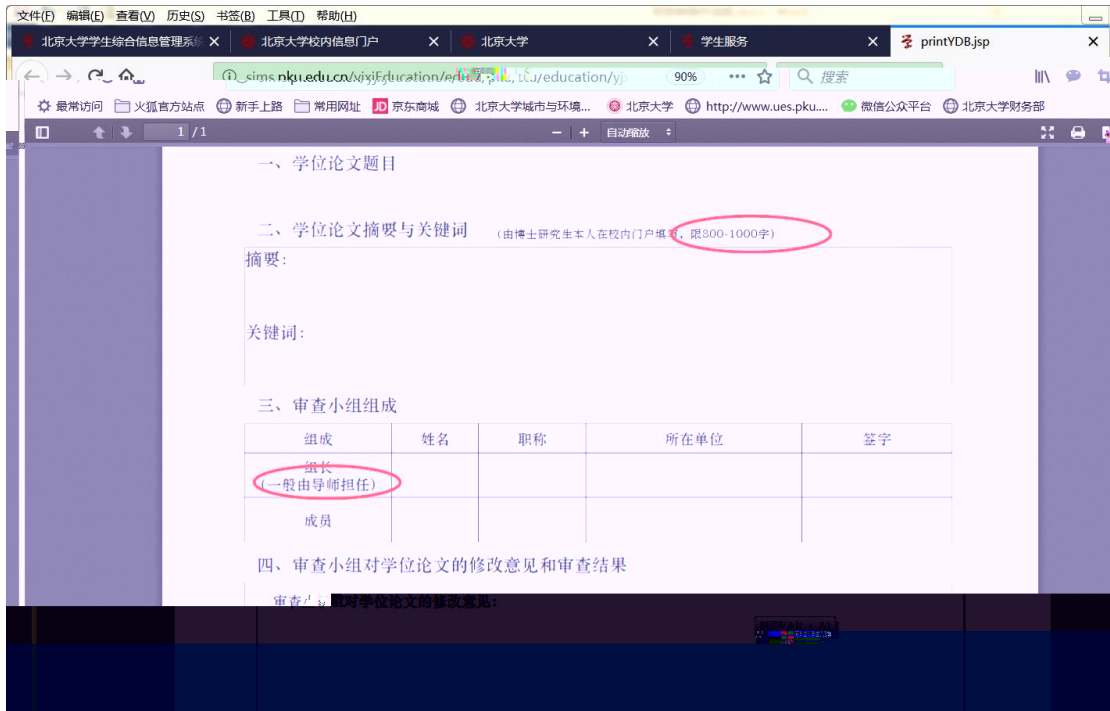 文件(F) 编辑(E) 查看(V) 历史(S) 书签(B) 工具(T) 帮助(H)
北京大学学生综合信息管理系统 北京大学校内信息门户 北京大学 学生服务 printYDB.jsp
90% 搜索
最常访问 火狐官方站点 新手上路 常用网址 JD 京东商城 北京大学城市与环境... 北京大学 http://www.ues.pku.... 微信公众平台 北京大学财务部
1 / 1 自动缩放
一、学位论文题目
二、学位论文摘要与关键词 (由博士研究生本人在校内门户填写，限800-1000字)
摘要：
关键词：
三、审查小组组成
组成 姓名 职称 所在单位 签字
组长
(一般由导师担任)
成员
四、审查小组对学位论文的修改意见和审查结果
审查小组对学位论文的修改意见：